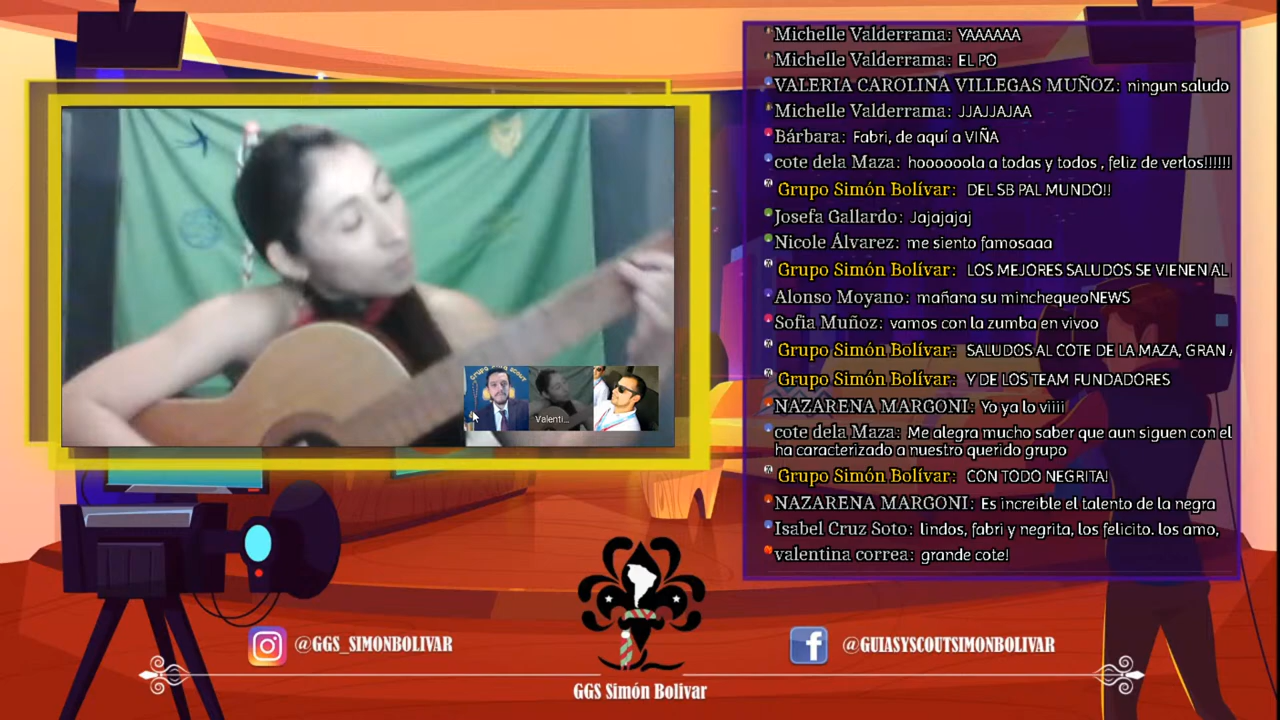 Michelle Valderrama: YAAAAAA
Michelle Valderrama: EL PO
VALERIA CAROLINA VILLEGAS MUÑOZ: ningun saludo
Michelle Valderrama: JJAJJAJAA
Bárbara: Fabri, de aquí a VIÑA
cote dela Maza: hoooooola a todas y todos , feliz de verlos!!!!!!
Grupo Simón Bolívar: DEL SB PAL MUNDO!!
Josefa Gallardo: Jajajajaj
Nicole Álvarez: me siento famosaaa
Grupo Simón Bolívar: LOS MEJORES SALUDOS SE VIENEN AL
Alonso Moyano: mañana su minchequeoNEWS
Sofia Muñoz: vamos con la zumba en vivoo
Grupo Simón Bolívar: SALUDOS AL COTE DE LA MAZA, GRAN
Grupo Simón Bolívar: Y DE LOS TEAM FUNDADORES
NAZARENA MARGONI: Yo ya lo viiii
cote dela Maza: Me alegra mucho saber que aun siguen con el
ha caracterizado a nuestro querido grupo
Grupo Simón Bolívar: CON TODO NEGRITA!
NAZARENA MARGONI: Es increible el talento de la negra
Isabel Cruz Soto: lindos, fabri y negrita, los felicito. los amo,
valentina correa: grande cote!
Valenti...
@GGS_SIMONBOLIVAR
@GUIASYSCOUTSIMONBOLIVAR
GGS Simón Bolivar